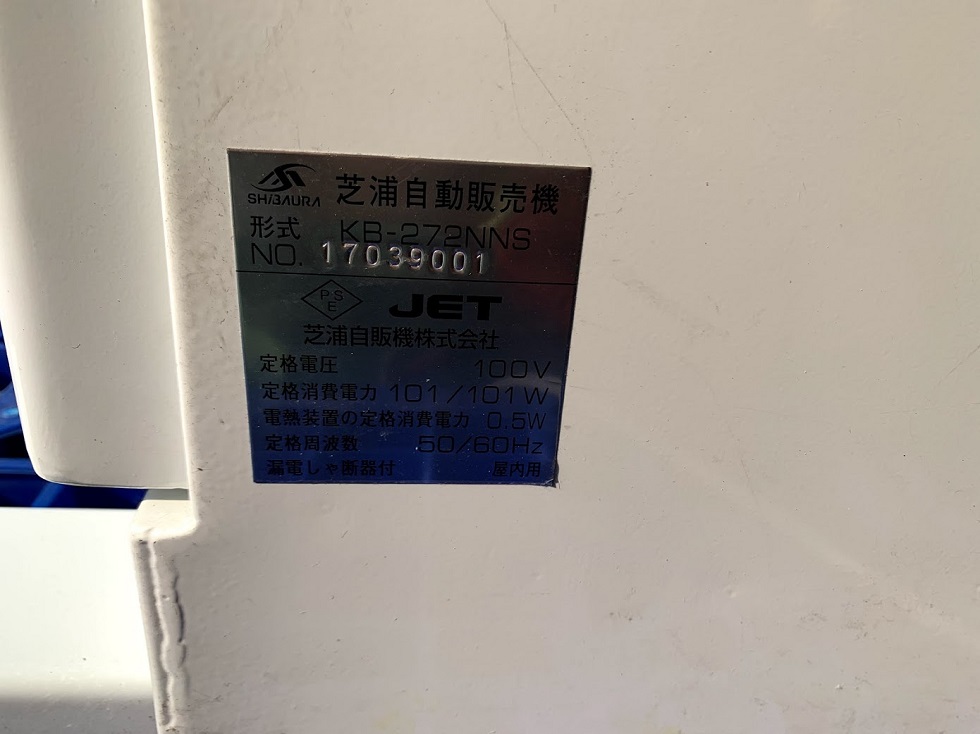 SHIBAURA 芝浦自動販売機
形式 KB-272NNS
NO. 17039001
PSE JET
芝浦自販機株式会社
定格電圧 100V
定格消費電力 101/101W
電熱装置の定格消費電力 0.5W
定格周波数 50/60Hz
漏電しゃ断器付 屋内用